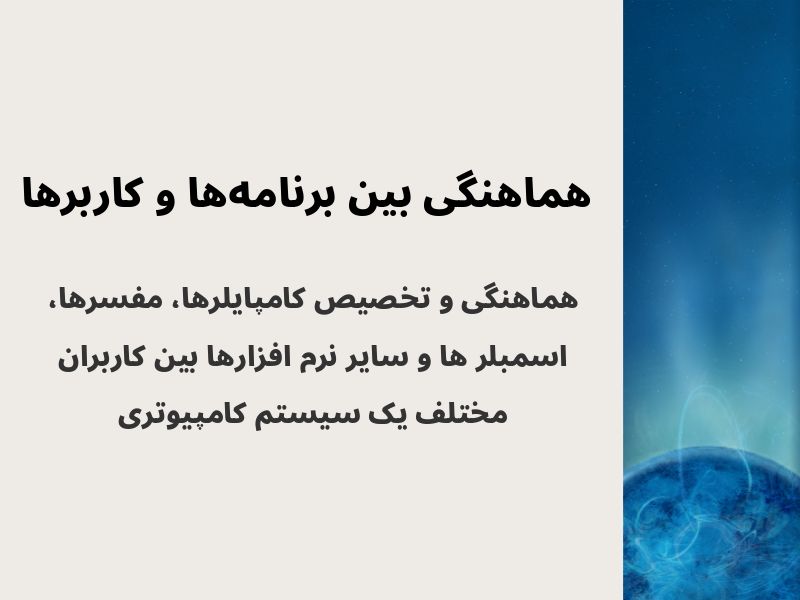 هماهنگی بین برنامه‌ها و کاربرها
هماهنگی و تخصیص کامپایلرها، مفسرها،
اسمبلر ها و سایر نرم افزارها بین کاربران
مختلف یک سیستم کامپیوتری